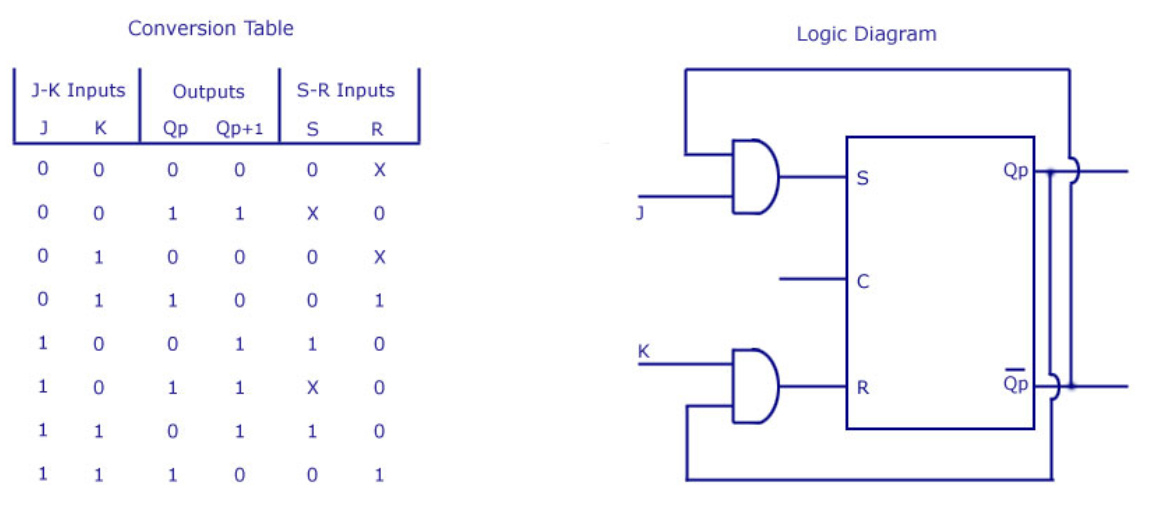 Conversion Table
J-K Inputs Outputs S-R Inputs
J K Qp Qp+1 S R
0 0 0 0 0 X
0 0 1 1 X 0
0 1 0 0 0 X
0 1 1 0 0 1
1 0 0 1 1 0
1 0 1 1 X 0
1 1 0 1 1 0
1 1 1 0 0 1
Logic Diagram
Qp
S
J
C
K
Q̅p̅
R